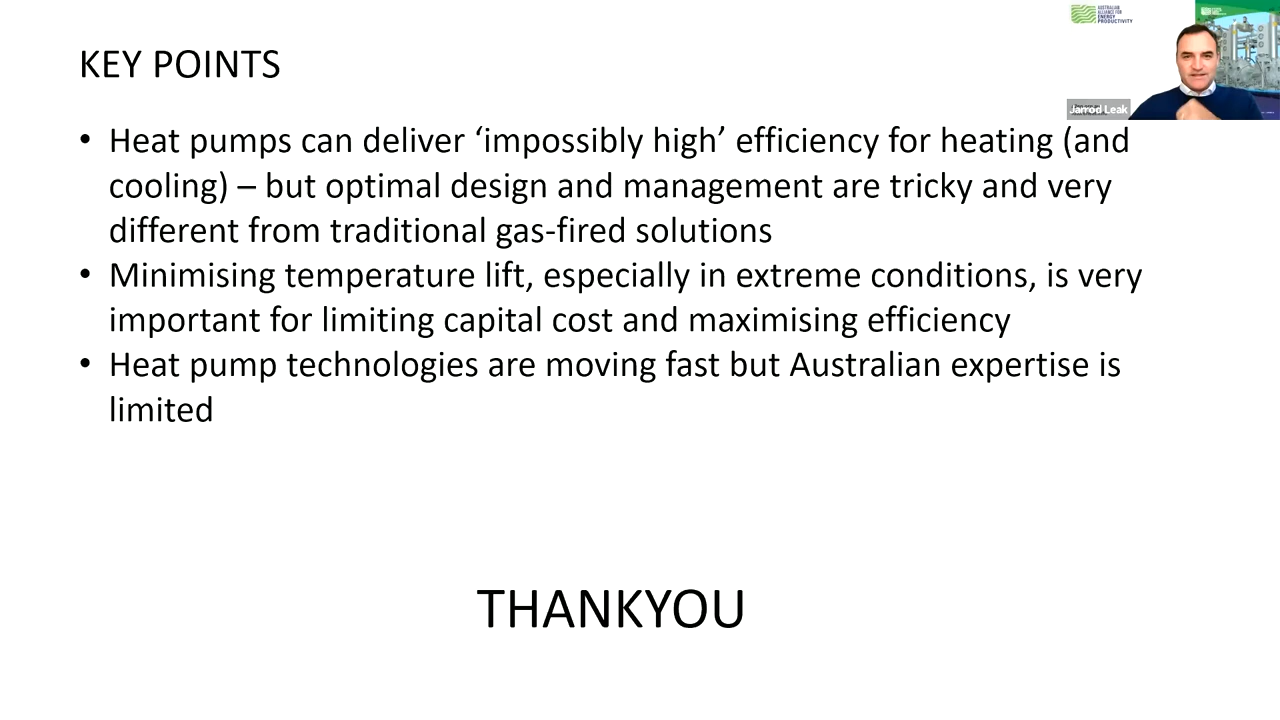 KEY POINTS
• Heat pumps can deliver ‘impossibly high’ efficiency for heating (and
cooling) – but optimal design and management are tricky and very
different from traditional gas-fired solutions
• Minimising temperature lift, especially in extreme conditions, is very
important for limiting capital cost and maximising efficiency
• Heat pump technologies are moving fast but Australian expertise is
limited
THANKYOU
AUSTRALIAN
ALLIANCE FOR
ENERGY
PRODUCTIVITY
Jarrod Leak